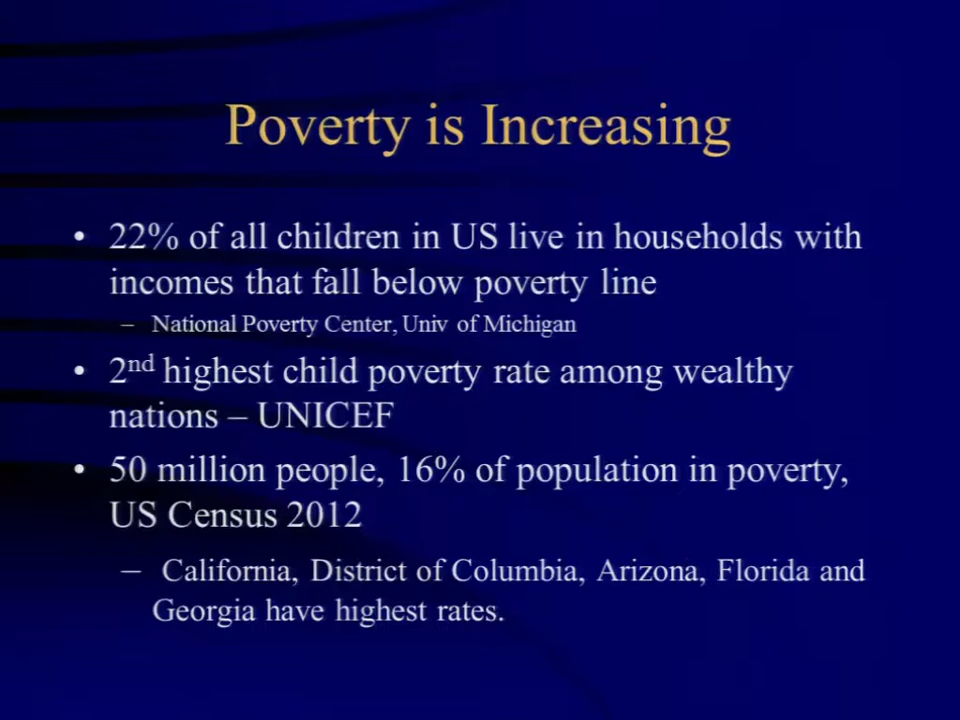 Poverty is Increasing
• 22% of all children in US live in households with
incomes that fall below poverty line
– National Poverty Center, Univ of Michigan
• 2nd highest child poverty rate among wealthy
nations – UNICEF
• 50 million people, 16% of population in poverty,
US Census 2012
– California, District of Columbia, Arizona, Florida and
Georgia have highest rates.